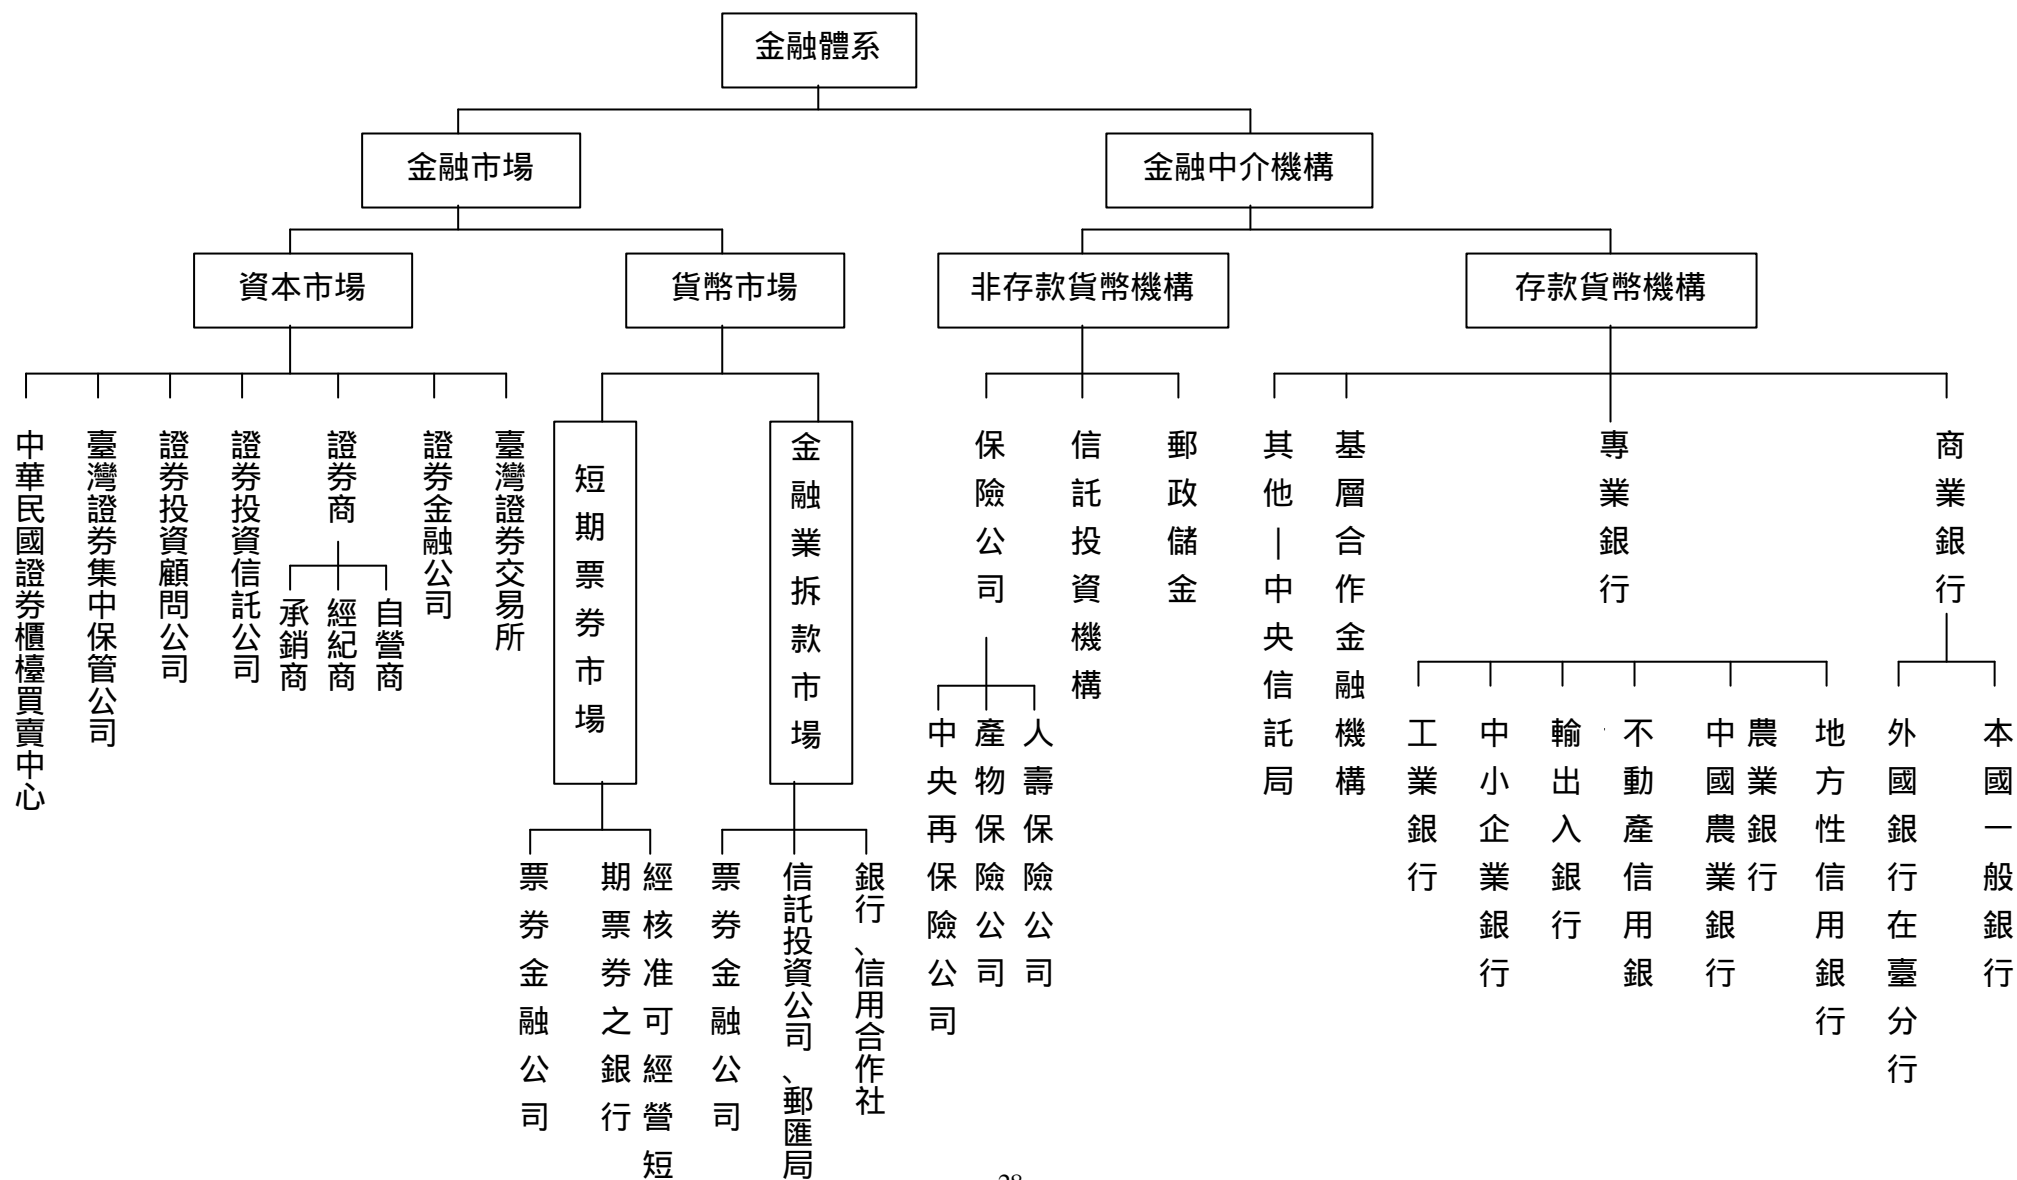 金融體系
金融市場
金融中介機構
資本市場
貨幣市場
非存款貨幣機構
存款貨幣機構
中華民國證券櫃檯買賣中心
臺灣證券集中保管公司
證券投資顧問公司
證券投資信託公司
證券商
證券金融公司
臺灣證券交易所
承銷商
經紀商
自營商
短期票券市場
金融業拆款市場
保險公司
信託投資機構
郵政儲金
其他|中央信託局
基層合作金融機構
專業銀行
商業銀行
票券金融公司
經核准可經營短
期票券之銀行
票券金融公司
信託投資公司、郵匯局
銀行、信用合作社
中央再保險公司
產物保險公司
人壽保險公司
工業銀行
中小企業銀行
輸出入銀行
不動產信用銀
農業銀行
中國農業銀行
地方性信用銀行
外國銀行在臺分行
本國一般銀行